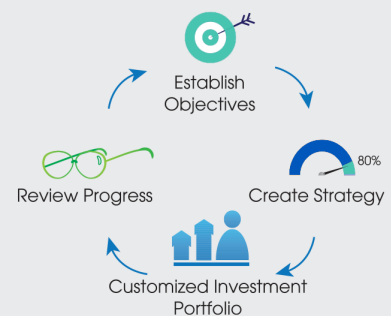 Establish
Objectives
80%
Create Strategy
Customized Investment
Portfolio
Review Progress